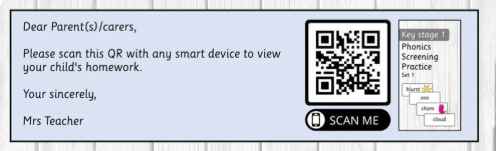 Dear Parent(s)/carers,
Please scan this QR with any smart device to view
your child's homework.
Your sincerely,
Mrs Teacher
SCAN ME
Key stage 1
Phonics
Screening
Practice
Set 1
blurst
zoo
chom
cloud